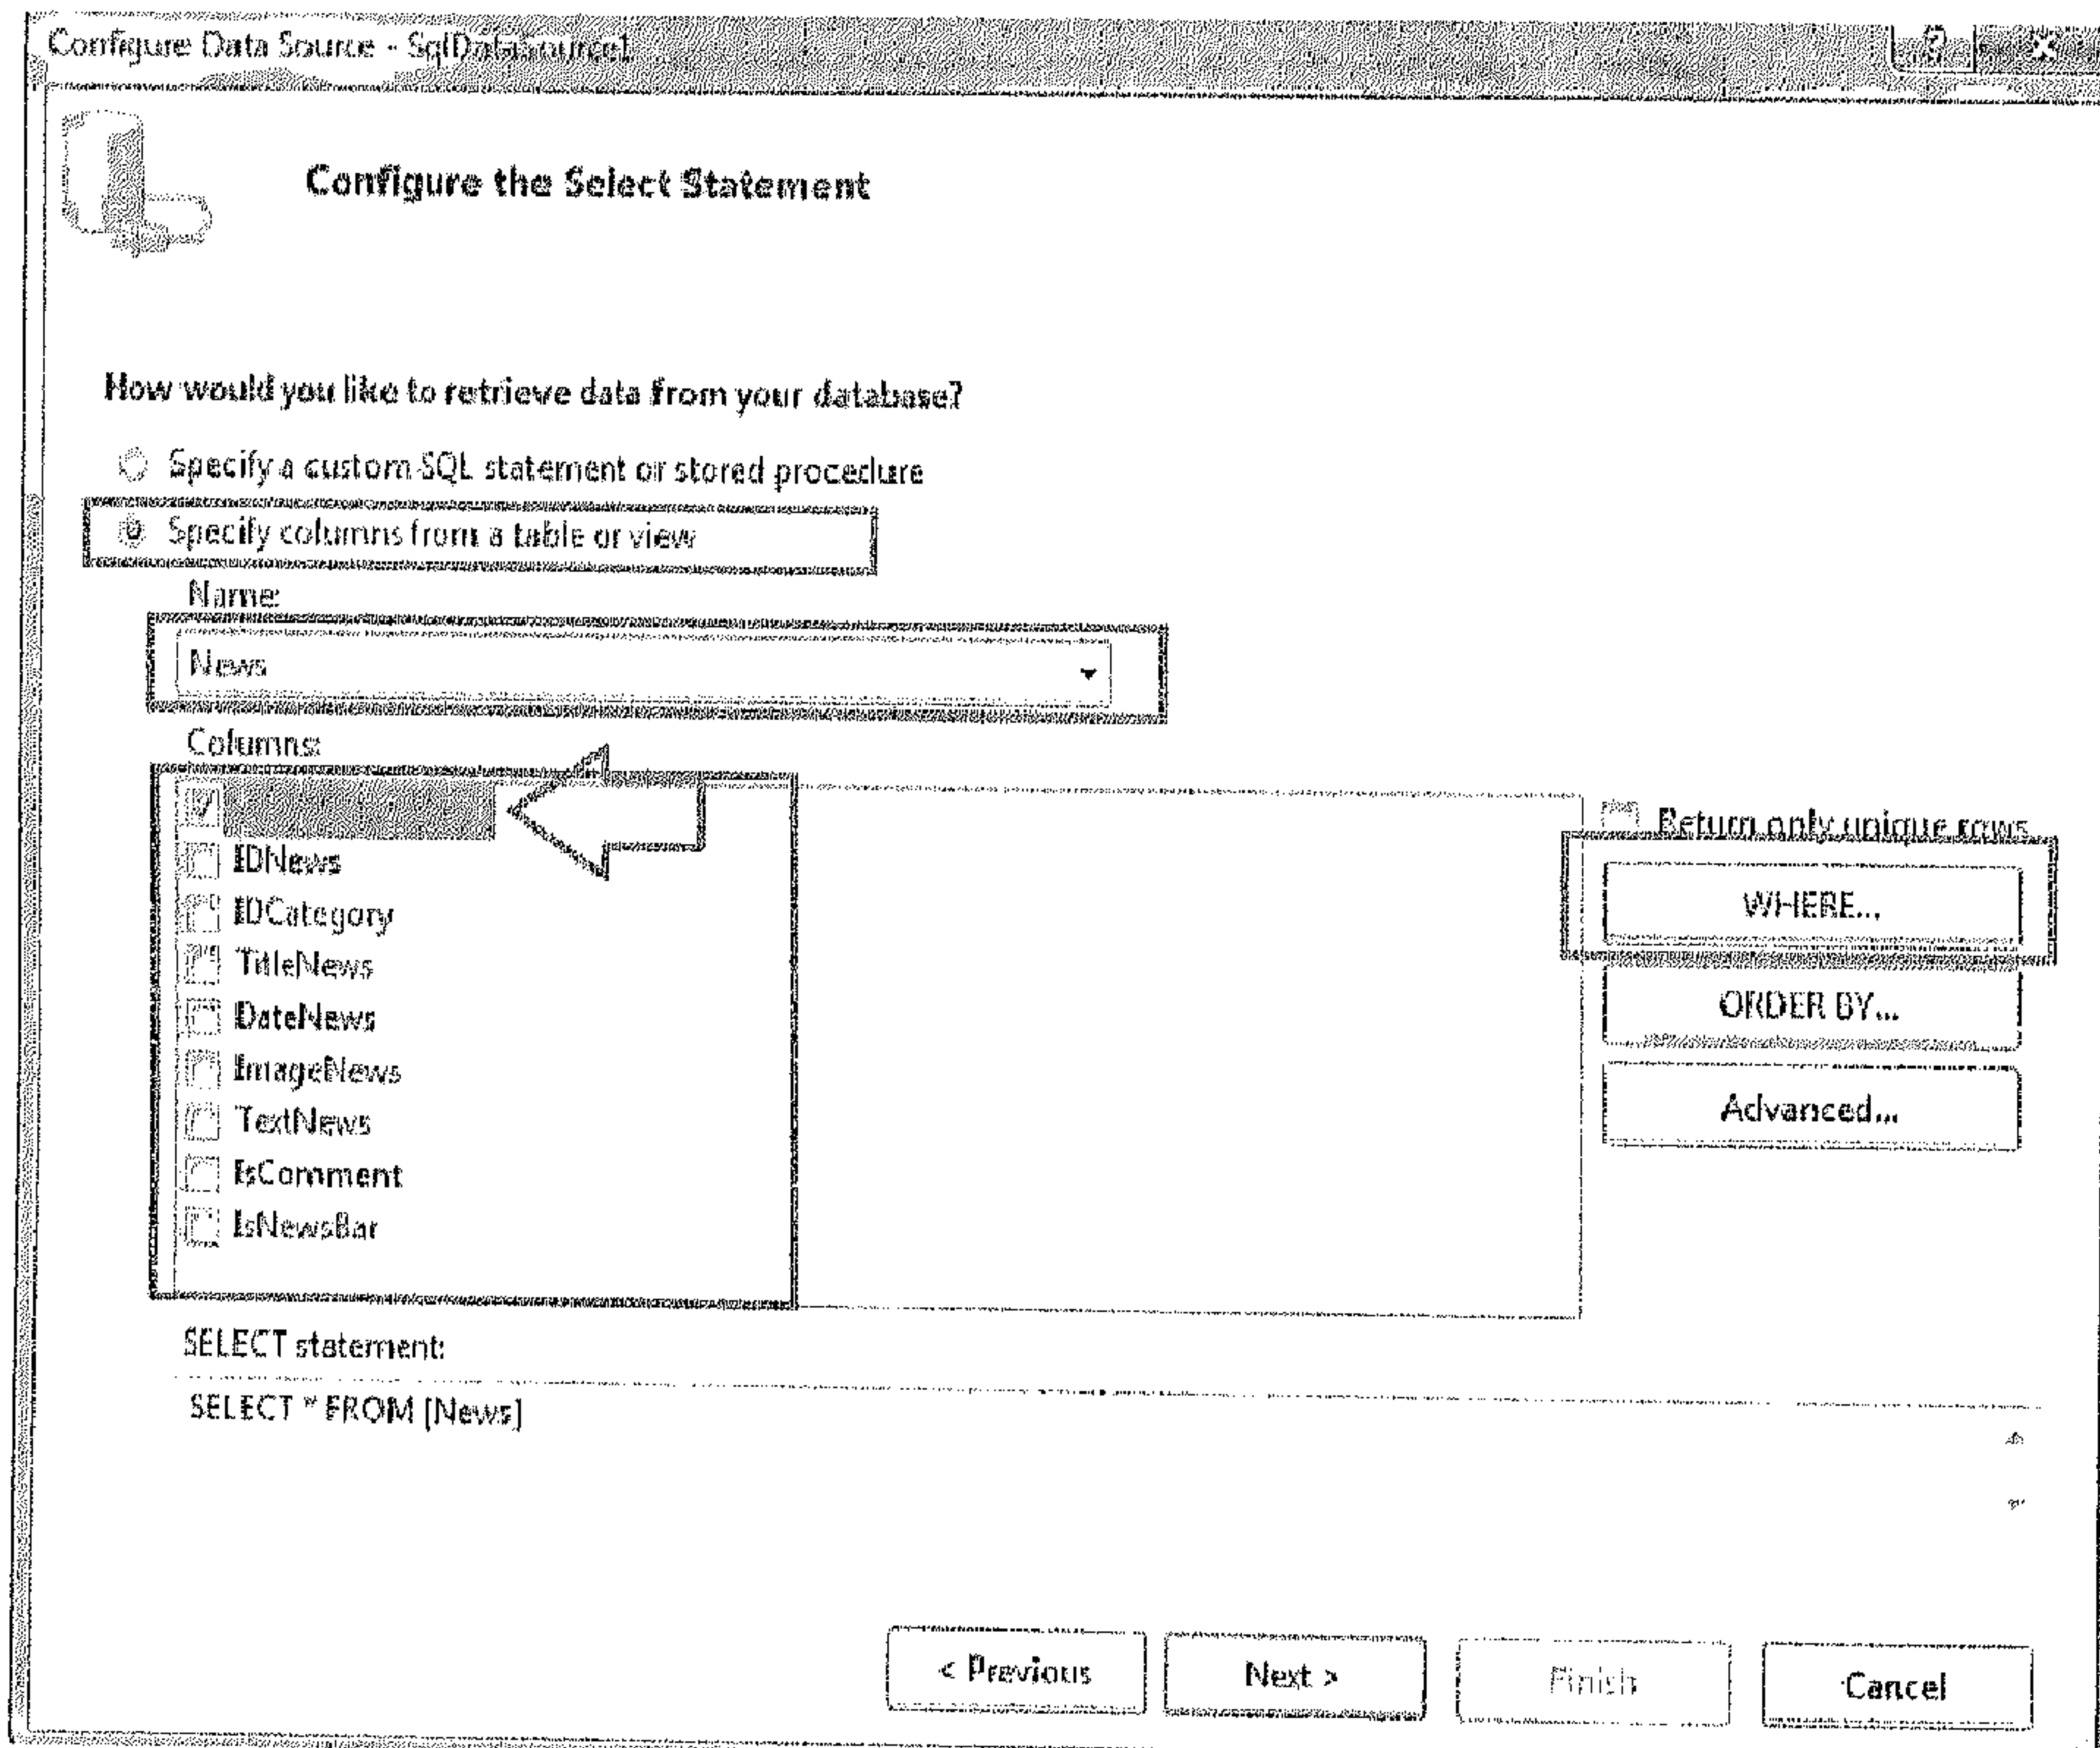 Configure Data Source - SqlDataSource1
Configure the Select Statement
How would you like to retrieve data from your database?
Specify a custom SQL statement or stored procedure
Specify columns from a table or view
Name:
News
Columns:
Return only unique rows
IDNews
WHERE...
IDCategory
TitleNews
ORDER BY...
DateNews
ImageNews
Advanced...
TextNews
IsComment
IsNewsBar
SELECT statement:
SELECT * FROM [News]
< Previous
Next >
Finish
Cancel